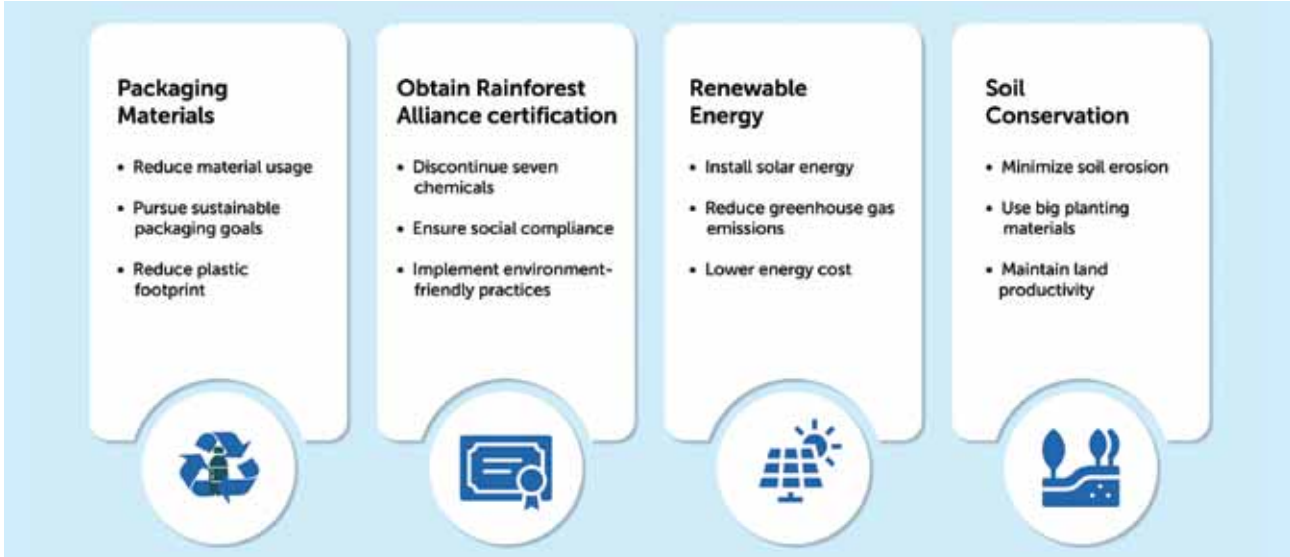 Packaging
Materials
• Reduce material usage
• Pursue sustainable
packaging goals
• Reduce plastic
footprint
Obtain Rainforest
Alliance certification
• Discontinue seven
chemicals
• Ensure social compliance
• Implement environment-
friendly practices
Renewable
Energy
• Install solar energy
• Reduce greenhouse gas
emissions
• Lower energy cost
Soil
Conservation
• Minimize soil erosion
• Use big planting
materials
• Maintain land
productivity